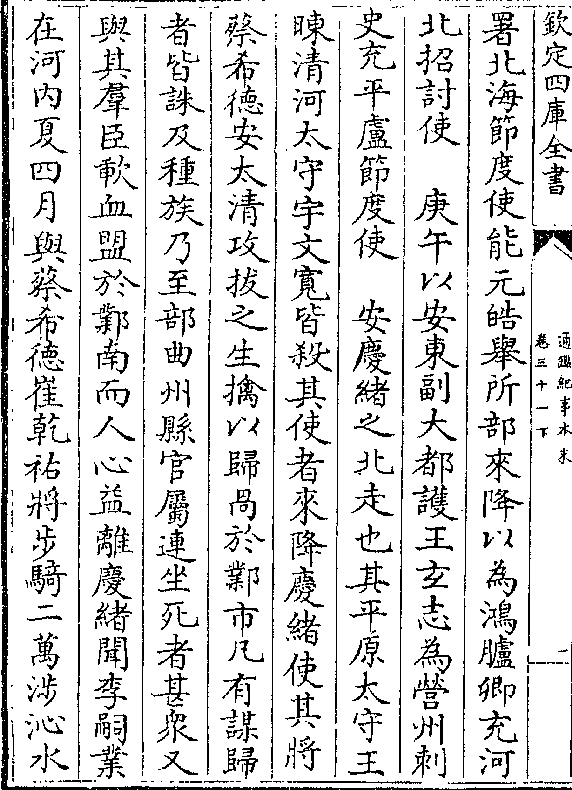 欽定四庫全書
通鑑紀事本末
卷三十一下
一
署北海節度使能元皓舉所部來降以為鴻臚卿充河
北招討使　庚午以安東副大都護王玄志為營州刺
史充平盧節度使　安慶緒之北走也其平原太守王
暕清河太守宇文寬皆殺其使者來降慶緒使其將
蔡希德安太清攻拔之生擒以歸冎於鄴市凡有謀歸
者皆誅及種族乃至部曲州縣官屬連坐死者甚衆又
與其羣臣歃血盟於鄴南而人心益離慶緒聞李嗣業
在河内夏四月與蔡希德崔乾祐將步騎二萬涉沁水